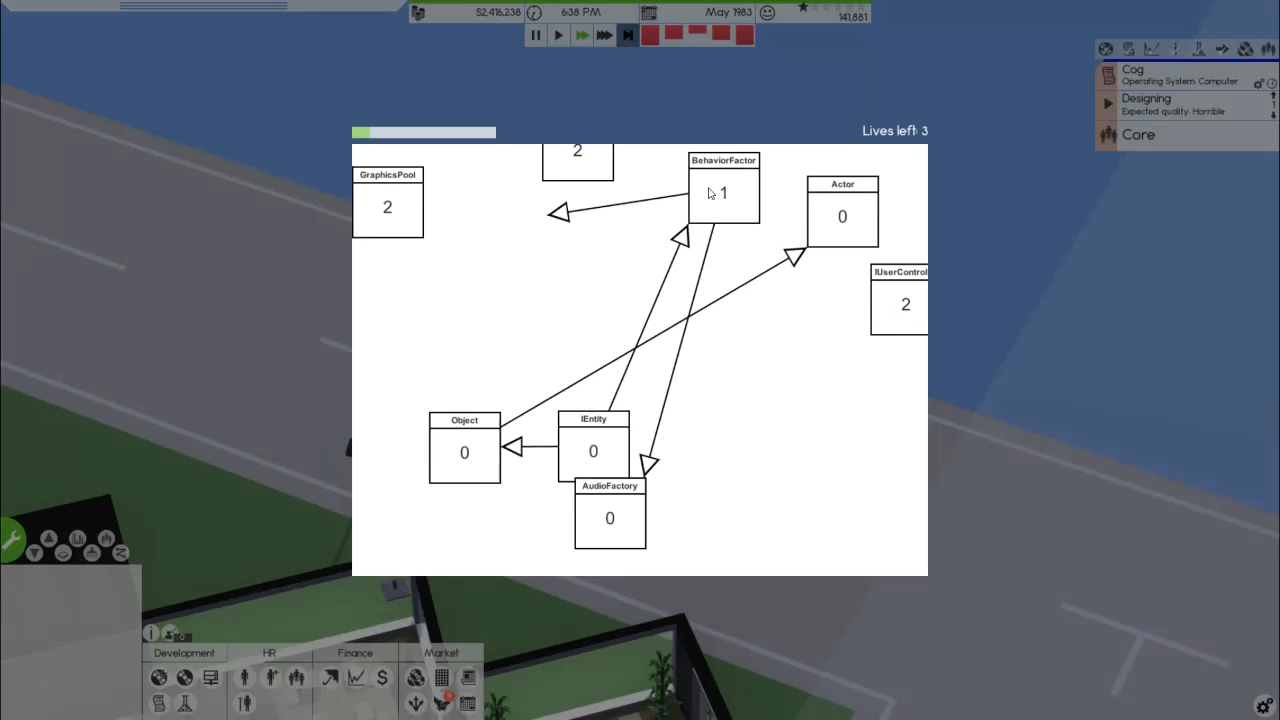 $2,416,238
6:38 PM
May 1983
141,881
Cog
Operating System: Computer
Designing
Expected quality: Horrible
1
Core
Lives left: 3
2
BehaviorFactor
1
GraphicsPool
2
Actor
0
IUserControl
2
Object
0
IEntity
0
AudioFactory
0
0
Development
HR
Finance
Market